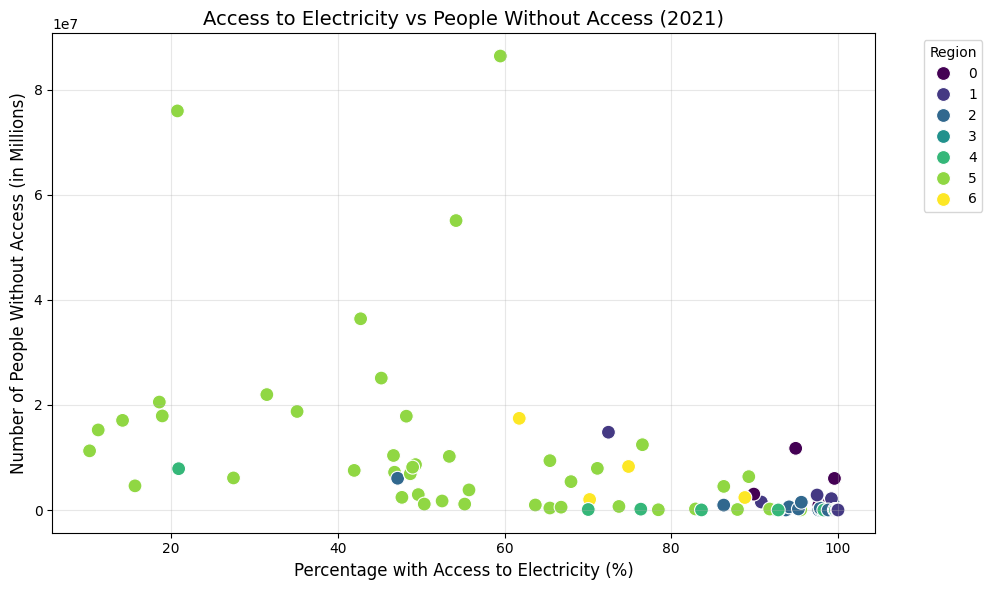 Access to Electricity vs People Without Access (2021)
1e7
Number of People Without Access (in Millions)
8
6
4
2
0
20 40 60 80 100
Percentage with Access to Electricity (%)
Region
0
1
2
3
4
5
6